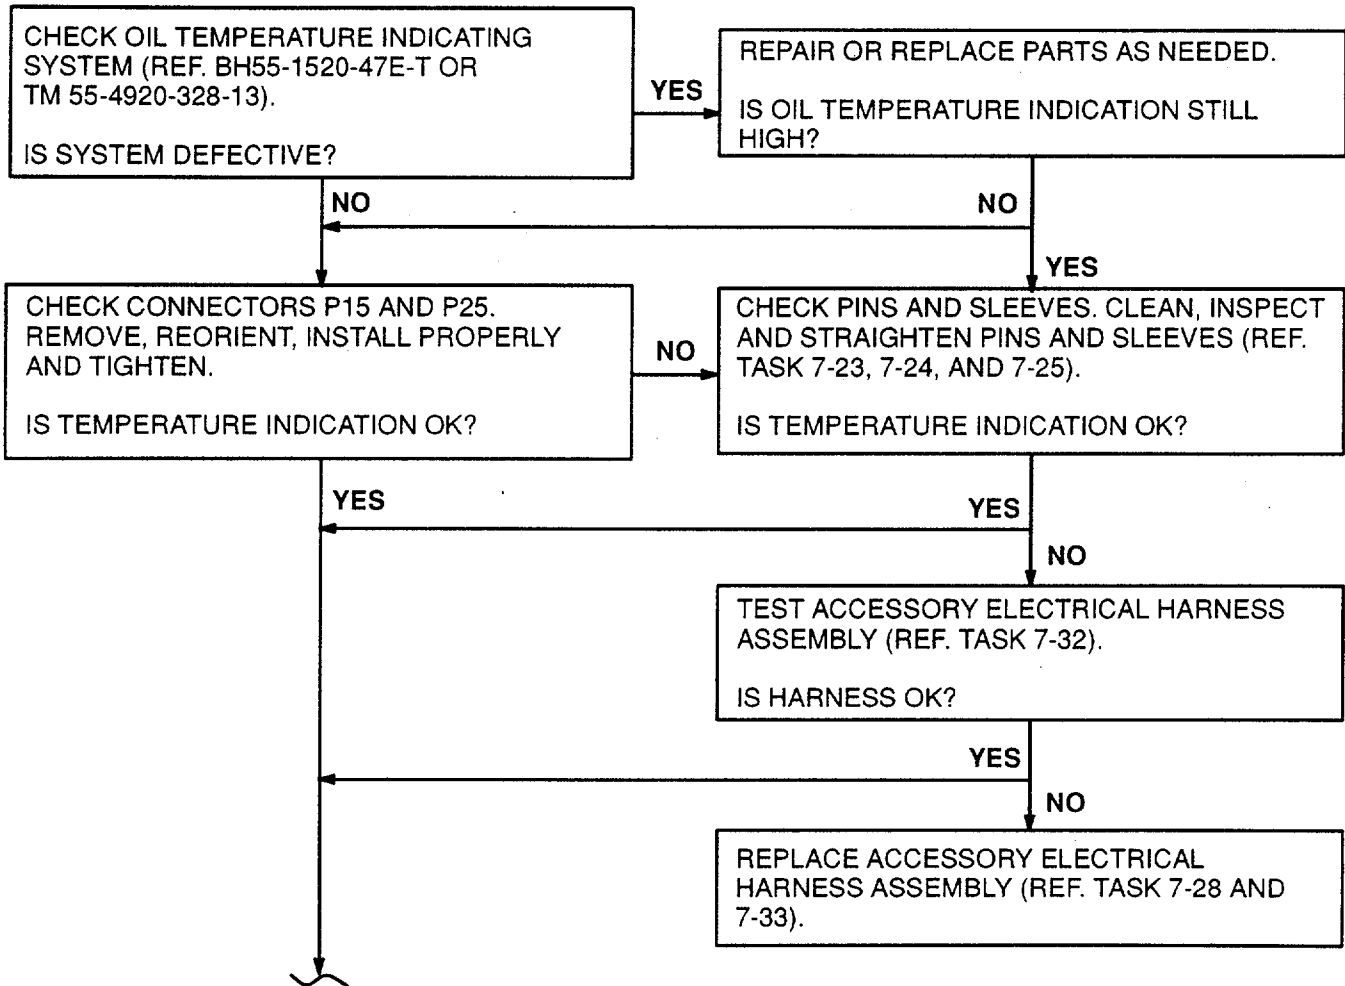 CHECK OIL TEMPERATURE INDICATING
SYSTEM (REF. BH55-1520-47E-T OR
TM 55-4920-328-13).
IS SYSTEM DEFECTIVE?
YES
REPAIR OR REPLACE PARTS AS NEEDED.
IS OIL TEMPERATURE INDICATION STILL
HIGH?
NO
NO
YES
CHECK CONNECTORS P15 AND P25.
REMOVE, REORIENT, INSTALL PROPERLY
AND TIGHTEN.
IS TEMPERATURE INDICATION OK?
NO
CHECK PINS AND SLEEVES. CLEAN, INSPECT
AND STRAIGHTEN PINS AND SLEEVES (REF.
TASK 7-23, 7-24, AND 7-25).
IS TEMPERATURE INDICATION OK?
YES
YES
NO
TEST ACCESSORY ELECTRICAL HARNESS
ASSEMBLY (REF. TASK 7-32).
IS HARNESS OK?
YES
NO
REPLACE ACCESSORY ELECTRICAL
HARNESS ASSEMBLY (REF. TASK 7-28 AND
7-33).